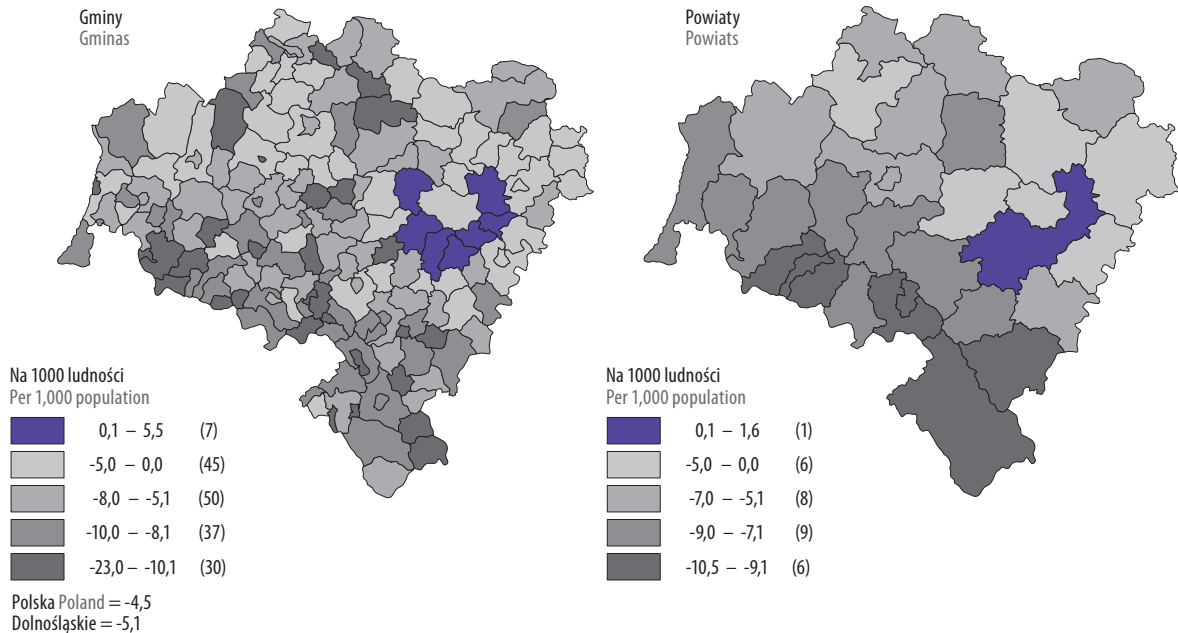 Gminy
Gminas
Na 1000 ludności
Per 1,000 population
0,1 – 5,5 (7)
-5,0 – 0,0 (45)
-8,0 – -5,1 (50)
-10,0 – -8,1 (37)
-23,0 – -10,1 (30)
Polska Poland = -4,5
Dolnośląskie = -5,1
Powiaty
Powiats
Na 1000 ludności
Per 1,000 population
0,1 – 1,6 (1)
-5,0 – 0,0 (6)
-7,0 – -5,1 (8)
-9,0 – -7,1 (9)
-10,5 – -9,1 (6)